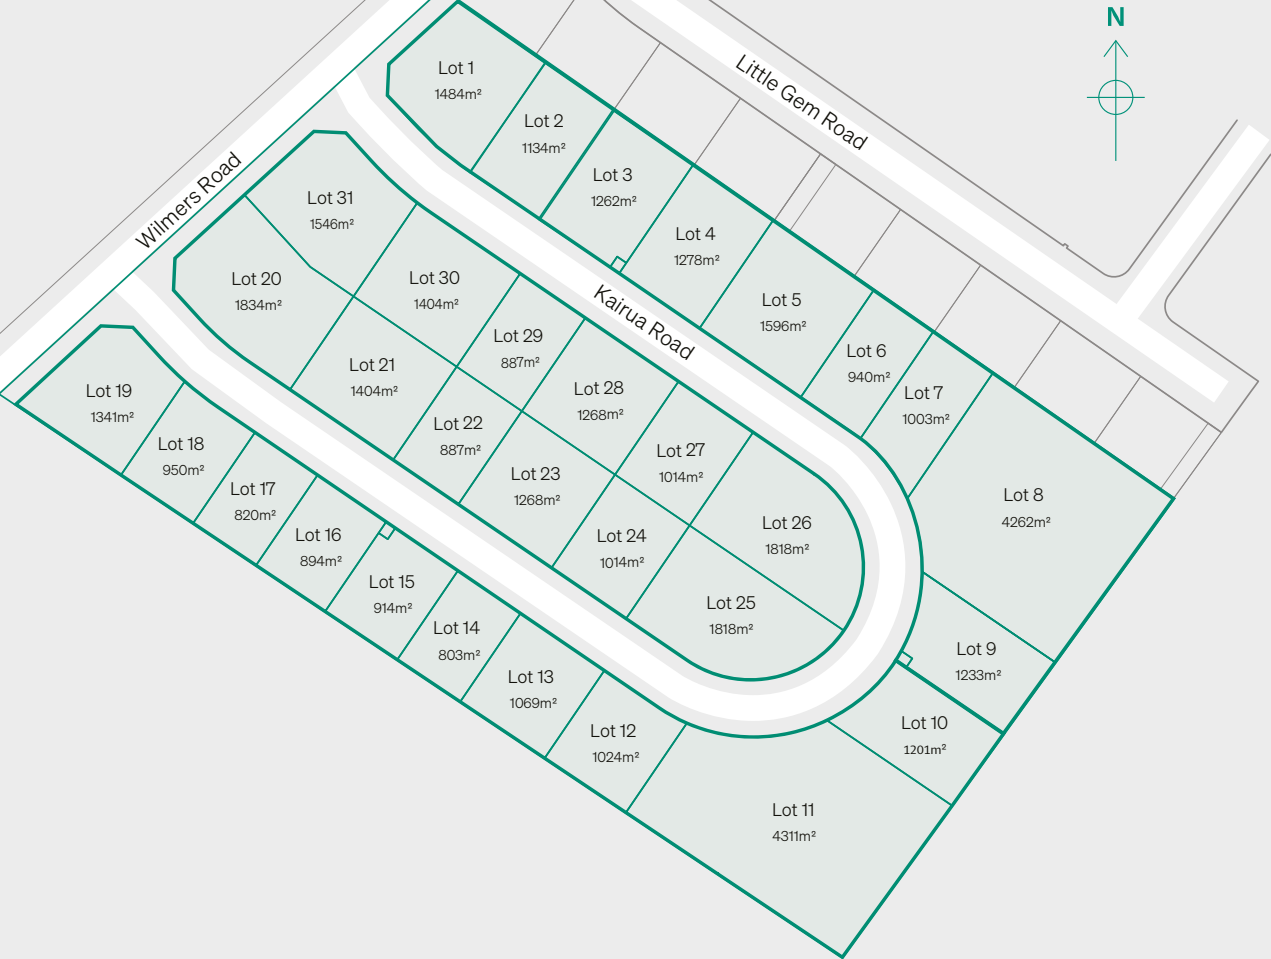 N
Little Gem Road
Wilmers Road
Kairua Road
Lot 1
1484m²
Lot 2
1134m²
Lot 3
1262m²
Lot 4
1278m²
Lot 5
1596m²
Lot 6
940m²
Lot 7
1003m²
Lot 8
4262m²
Lot 9
1233m²
Lot 10
1201m²
Lot 11
4311m²
Lot 12
1024m²
Lot 13
1069m²
Lot 14
803m²
Lot 15
914m²
Lot 16
894m²
Lot 17
820m²
Lot 18
950m²
Lot 19
1341m²
Lot 20
1834m²
Lot 21
1404m²
Lot 22
887m²
Lot 23
1268m²
Lot 24
1014m²
Lot 25
1818m²
Lot 26
1818m²
Lot 27
1014m²
Lot 28
1268m²
Lot 29
887m²
Lot 30
1404m²
Lot 31
1546m²